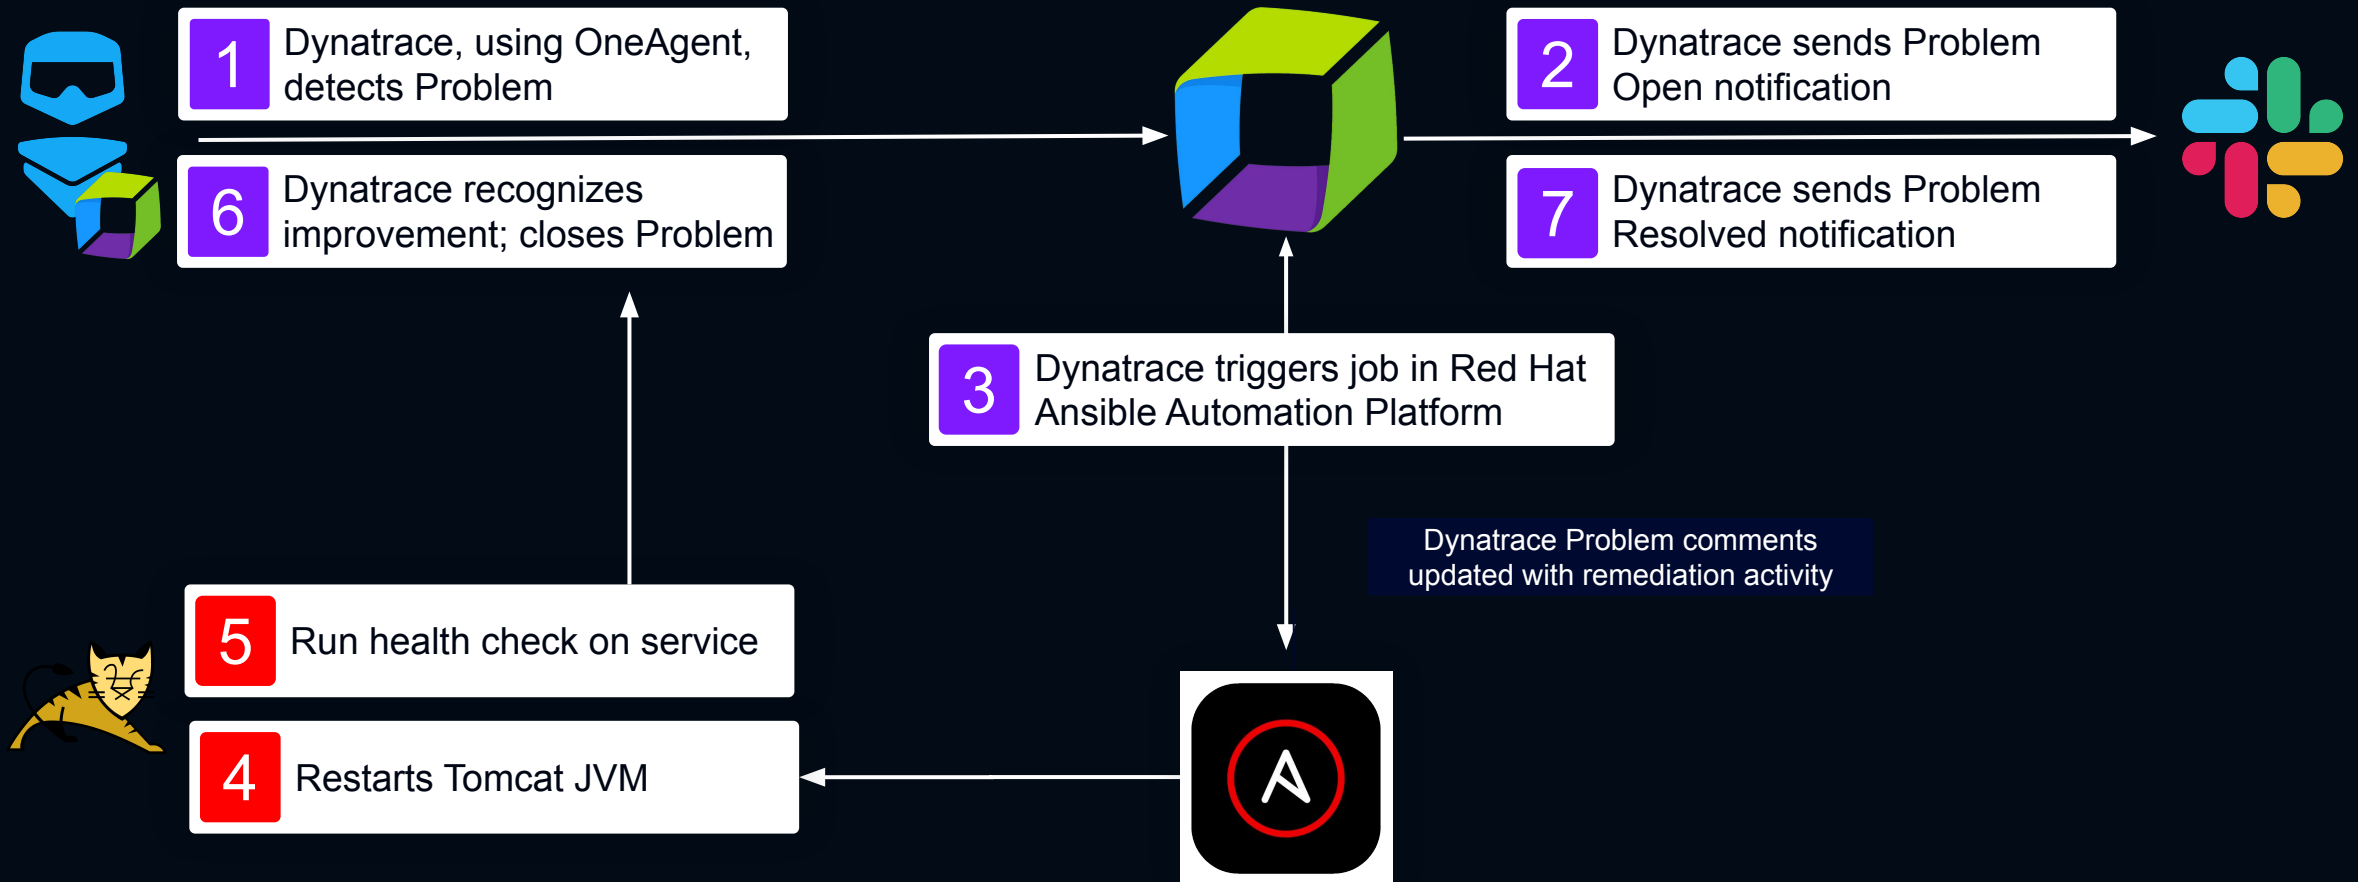 1
Dynatrace, using OneAgent,
detects Problem
2
Dynatrace sends Problem
Open notification
6
Dynatrace recognizes
improvement; closes Problem
7
Dynatrace sends Problem
Resolved notification
3
Dynatrace triggers job in Red Hat
Ansible Automation Platform
Dynatrace Problem comments
updated with remediation activity
5
Run health check on service
4
Restarts Tomcat JVM